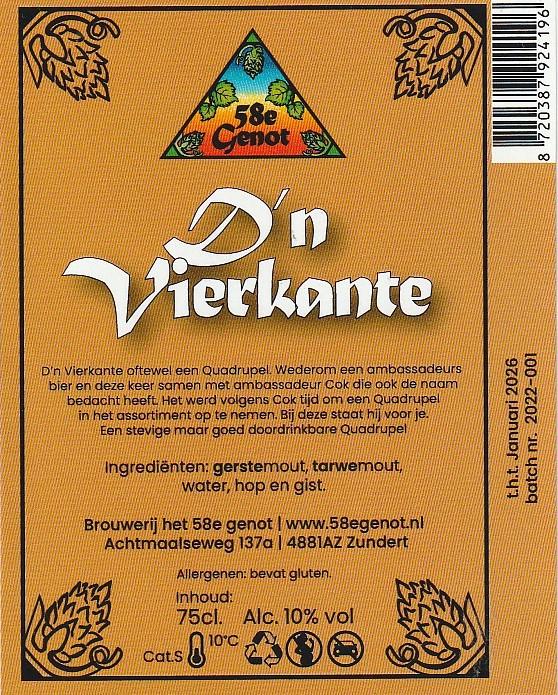 58e
Genot
D'n
Vierkante
D'n Vierkante oftewel een Quadrupel. Wederom een ambassadeurs
bier en deze keer samen met ambassadeur Cok die ook de naam
bedacht heeft. Het werd volgens Cok tijd om een Quadrupel
in het assortiment op te nemen. Bij deze staat hij voor je.
Een stevige maar goed doordrinkbare Quadrupel
Ingrediënten: gerstemout, tarwemout,
water, hop en gist.
Brouwerij het 58e genot | www.58egenot.nl
Achtmaalseweg 137a | 4881AZ Zundert
Allergenen: bevat gluten.
Inhoud:
75cl. Alc. 10% vol
Cat.S 10°C
8 720387 924196
t.h.t. Januari 2026
batch nr. 2022-001